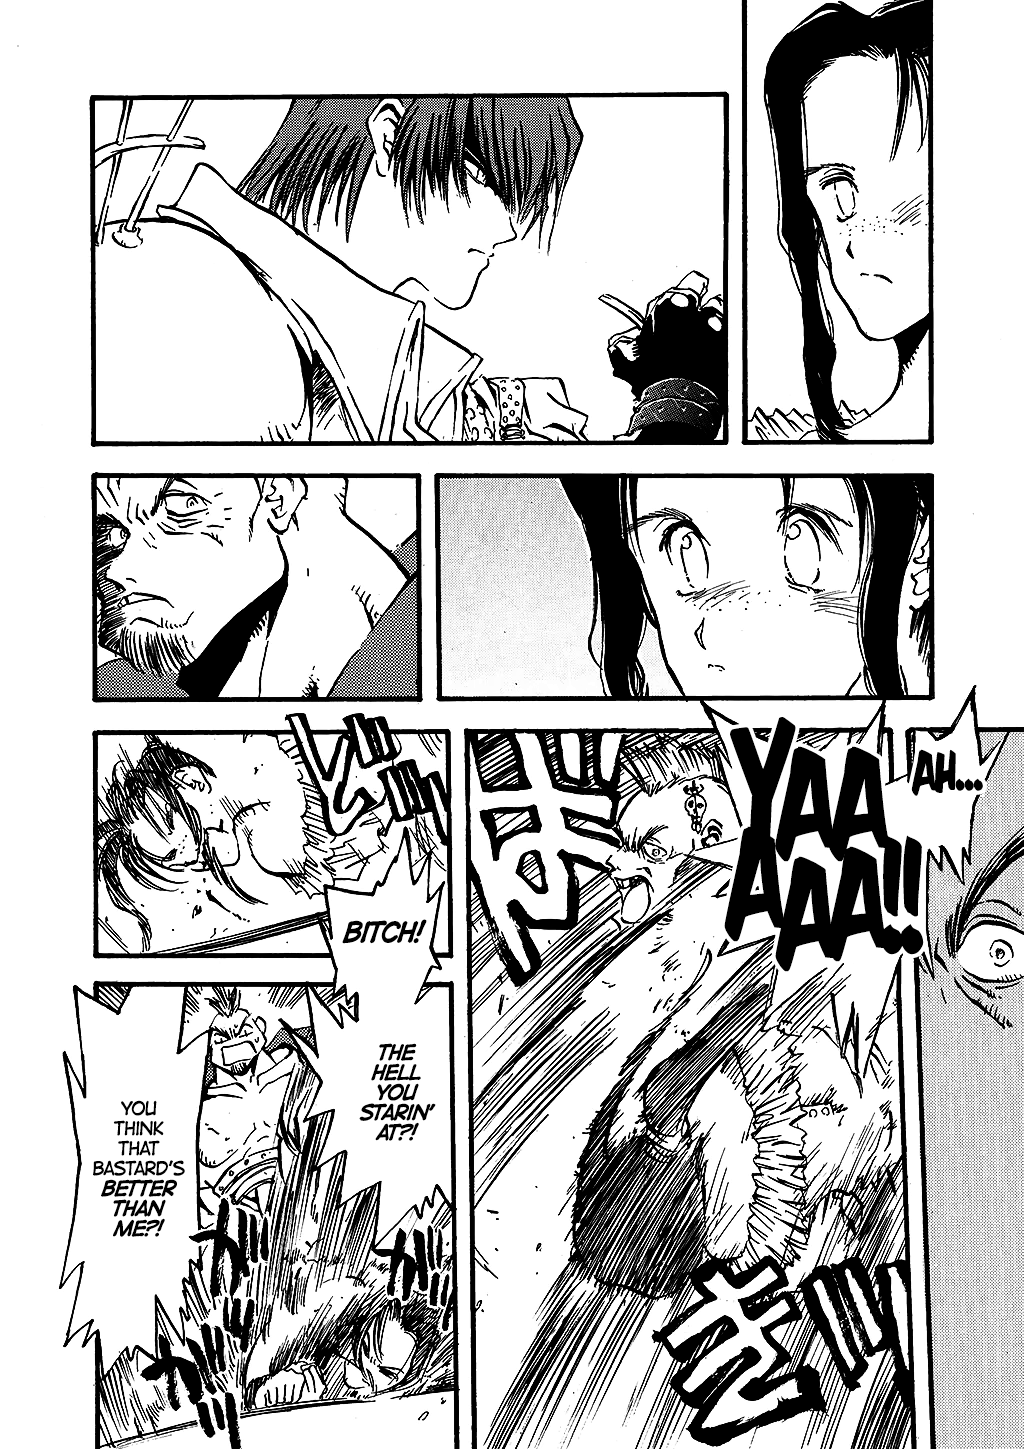 AH....
YAA
AAA!!
BITCH!
THE
HELL
YOU
STARIN'
AT?!
YOU
THINK
THAT
BASTARD'S
BETTER
THAN
ME?!